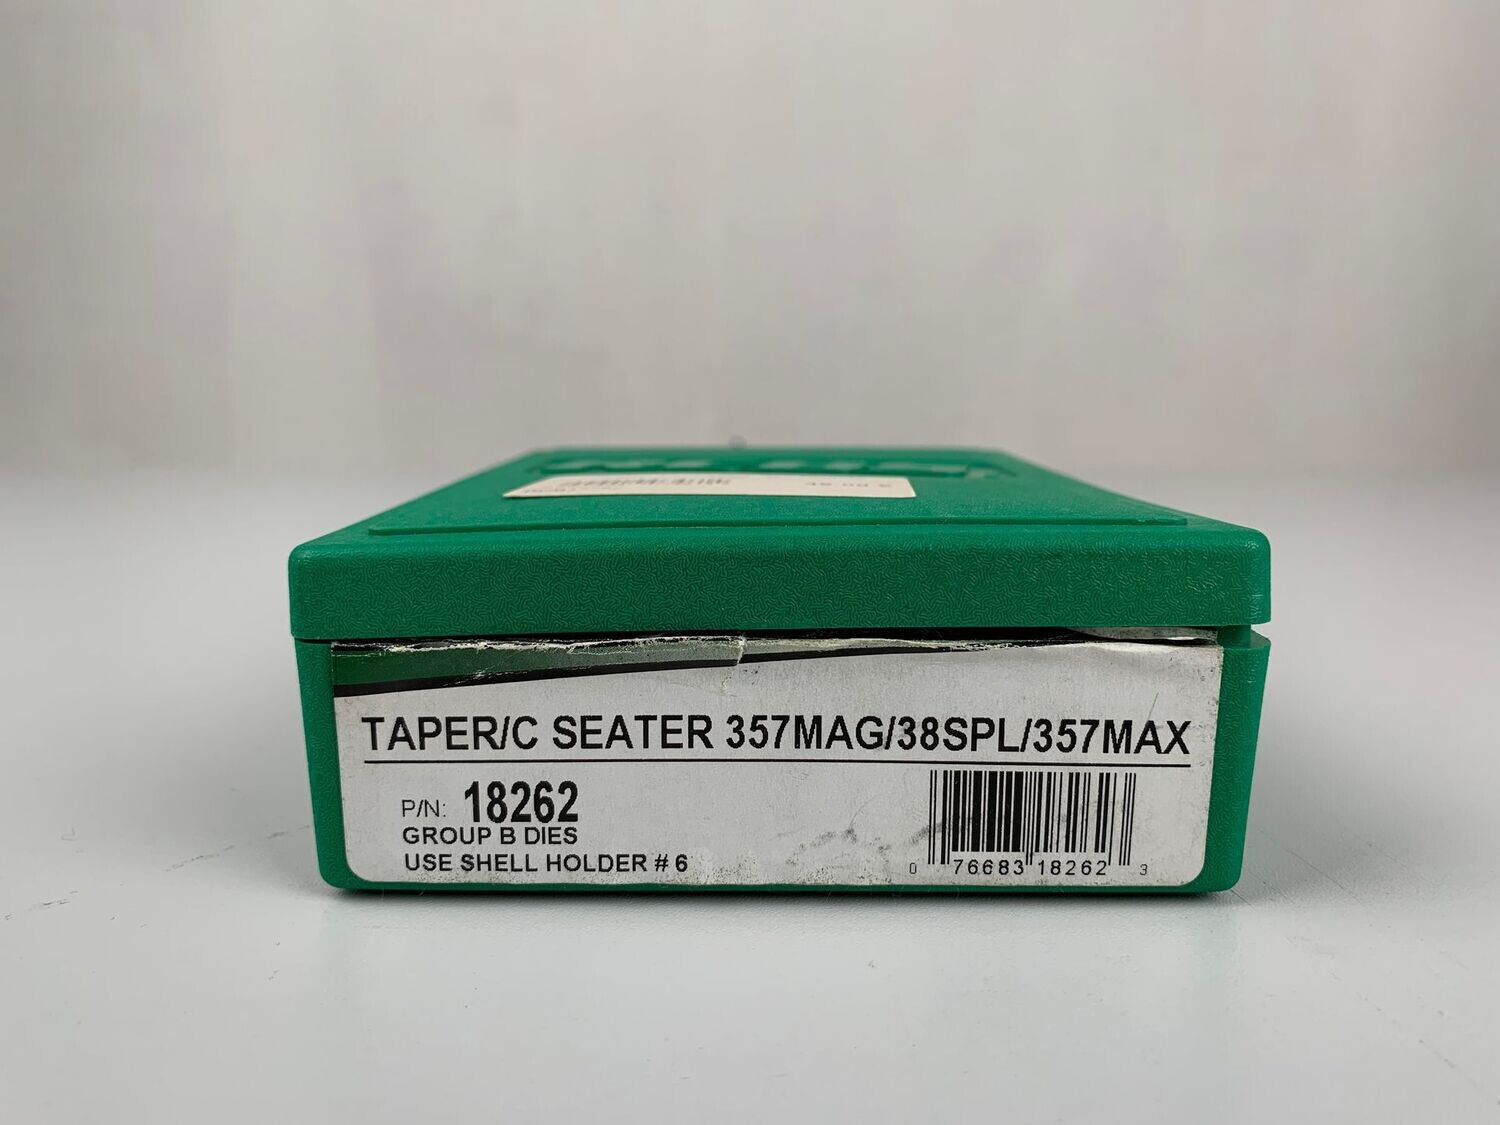 TAPER/C SEATER 357MAG/38SPL/357MAX
P/N: 18262
GROUP B DIES
USE SHELL HOLDER # 6
0 76683 18262 3